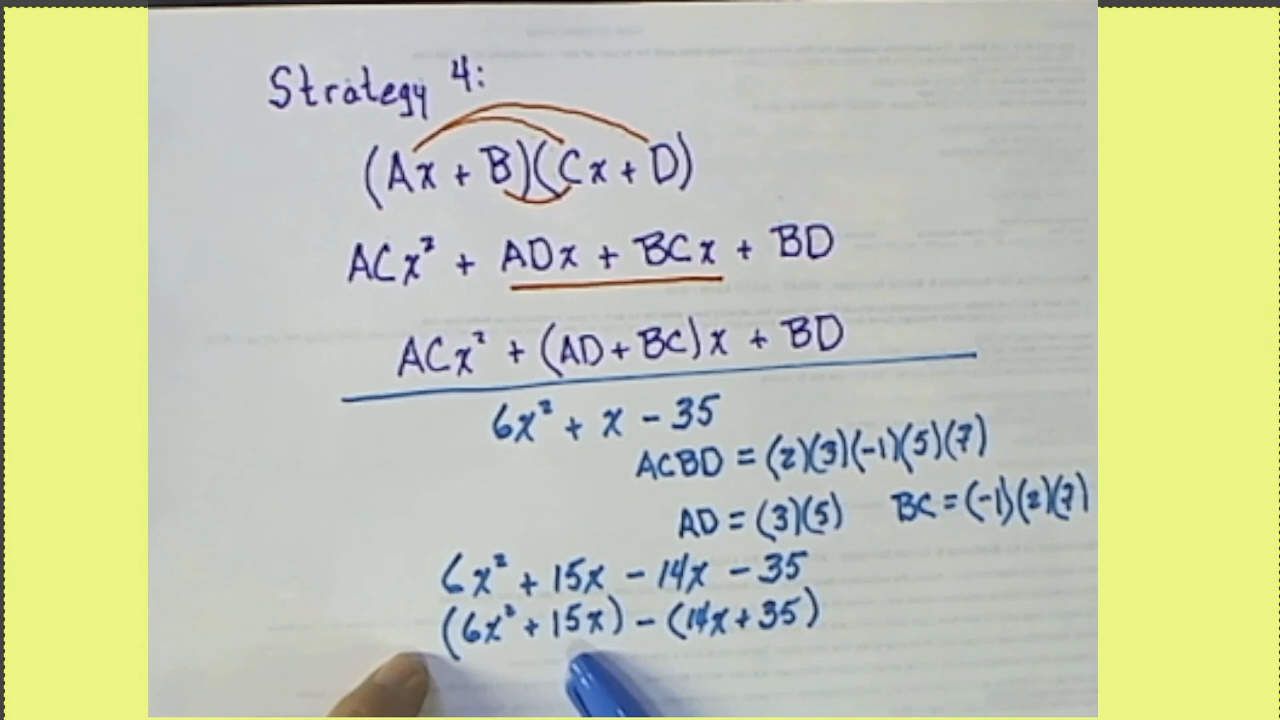 Strategy 4:
(Ax + B)(Cx + D)
ACx² + ADx + BCx + BD
ACx² + (AD + BC)x + BD
6x² + x - 35
ACBD = (2)(3)(-1)(5)(7)
AD = (3)(5) BC = (-1)(2)(7)
6x² + 15x - 14x - 35
(6x² + 15x) - (14x + 35)